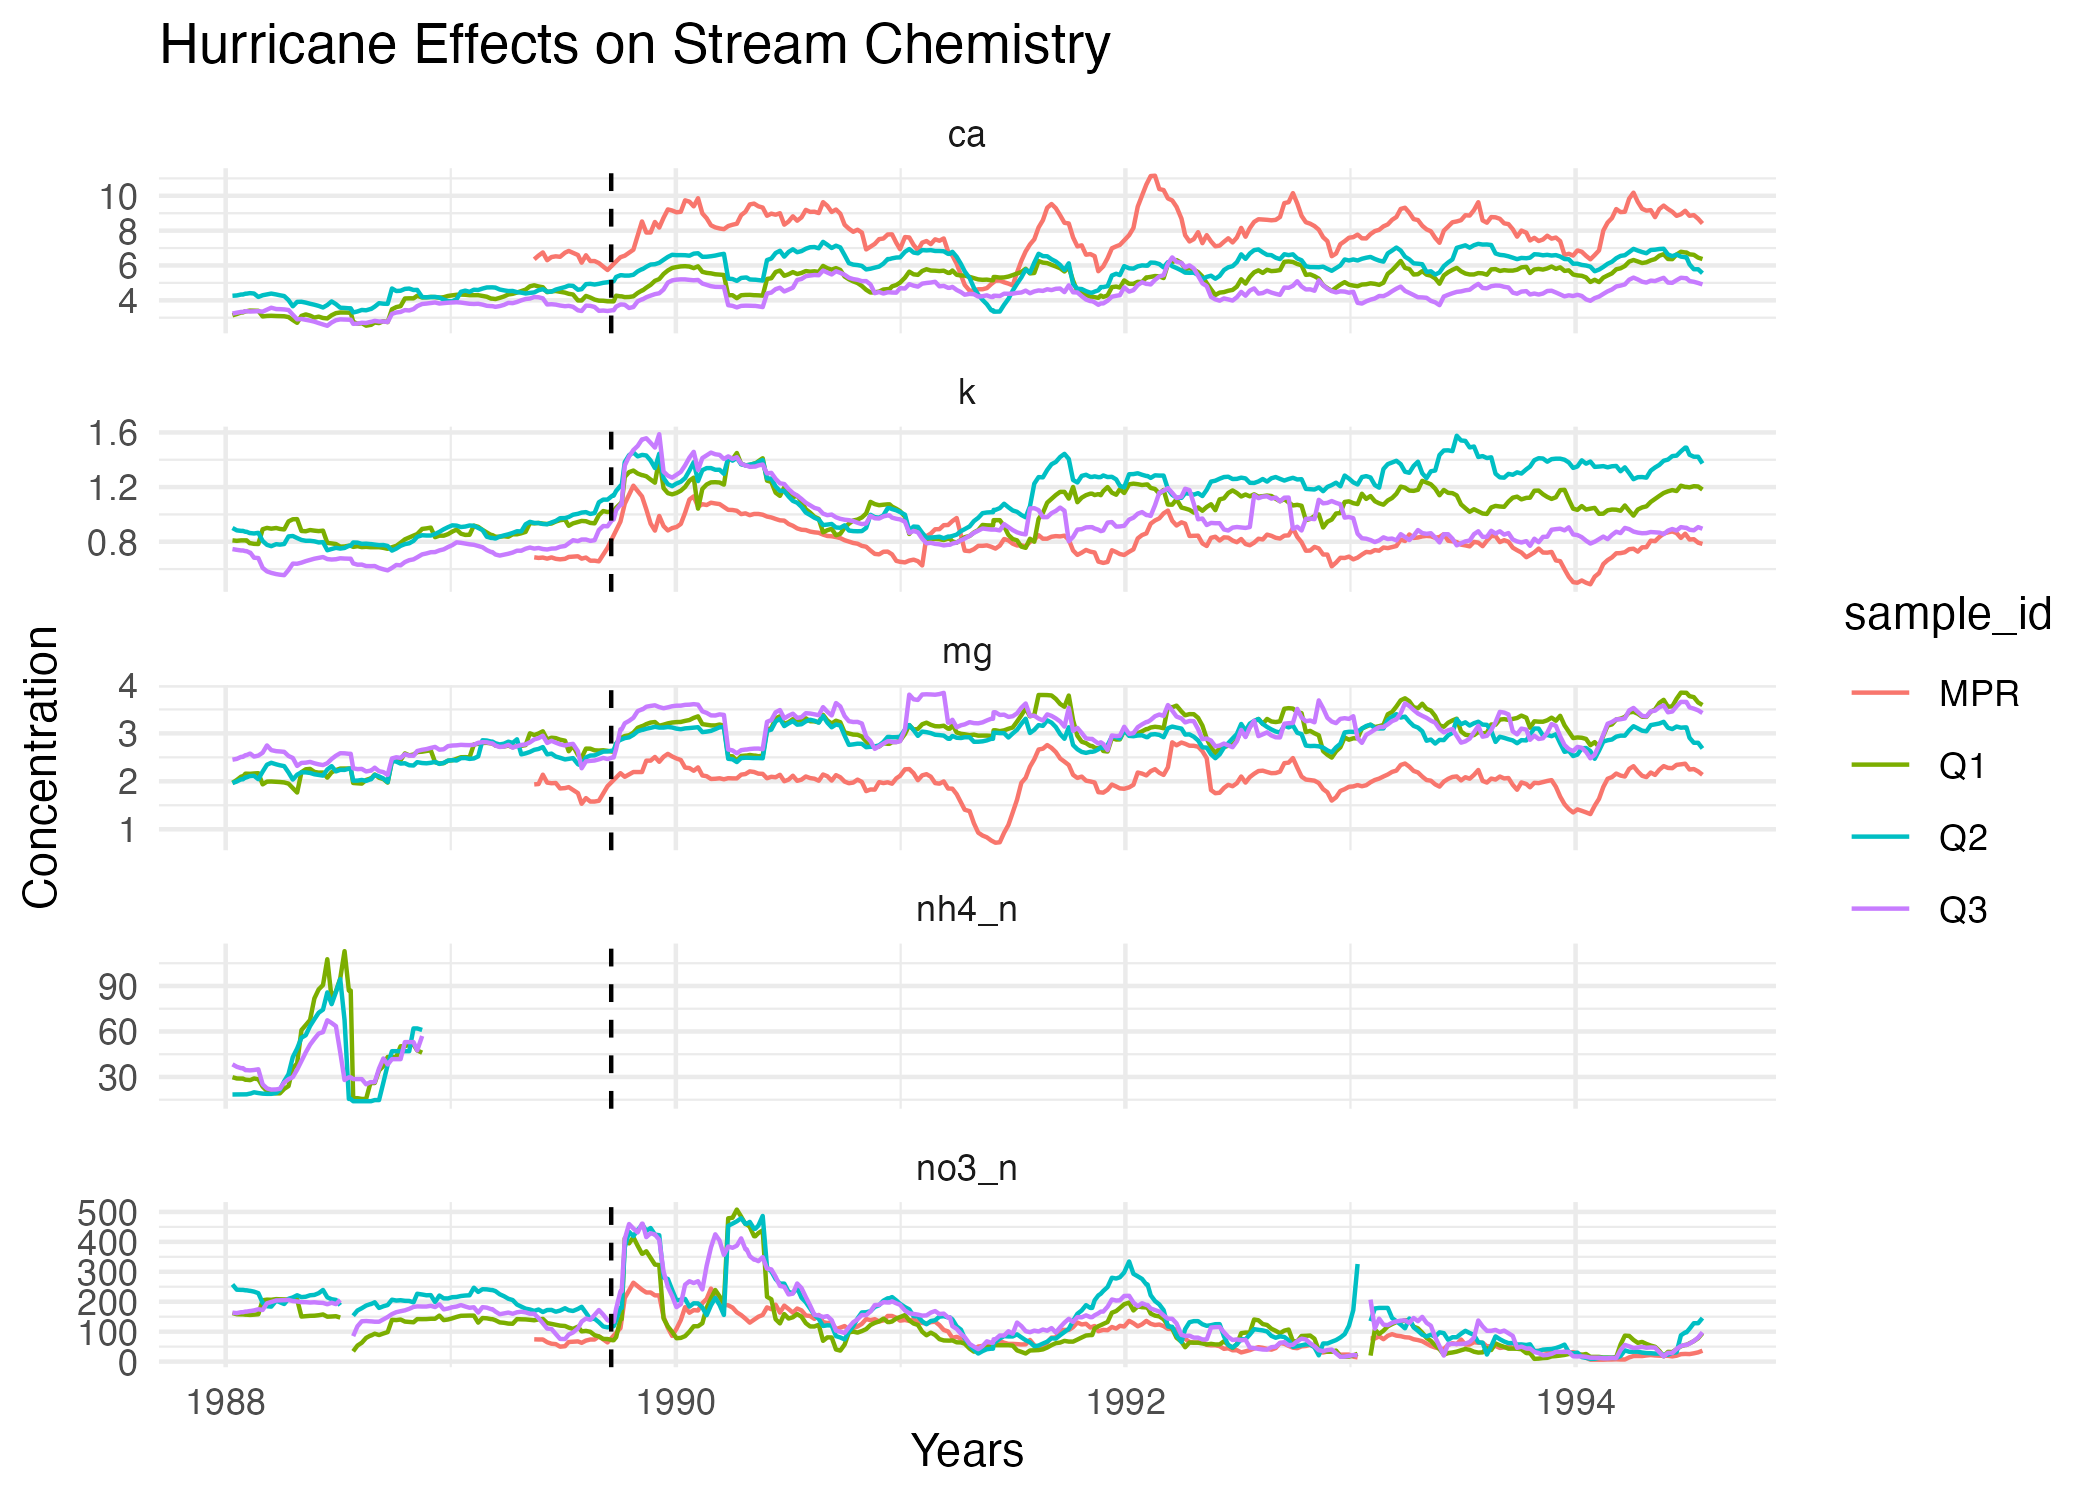 Hurricane Effects on Stream Chemistry
ca
10
8
6
4
k
1.6
1.2
0.8
mg
4
3
2
1
nh4_n
90
60
30
no3_n
500
400
300
200
100
0
1988 1990 1992 1994
Years
Concentration
sample_id
MPR
Q1
Q2
Q3